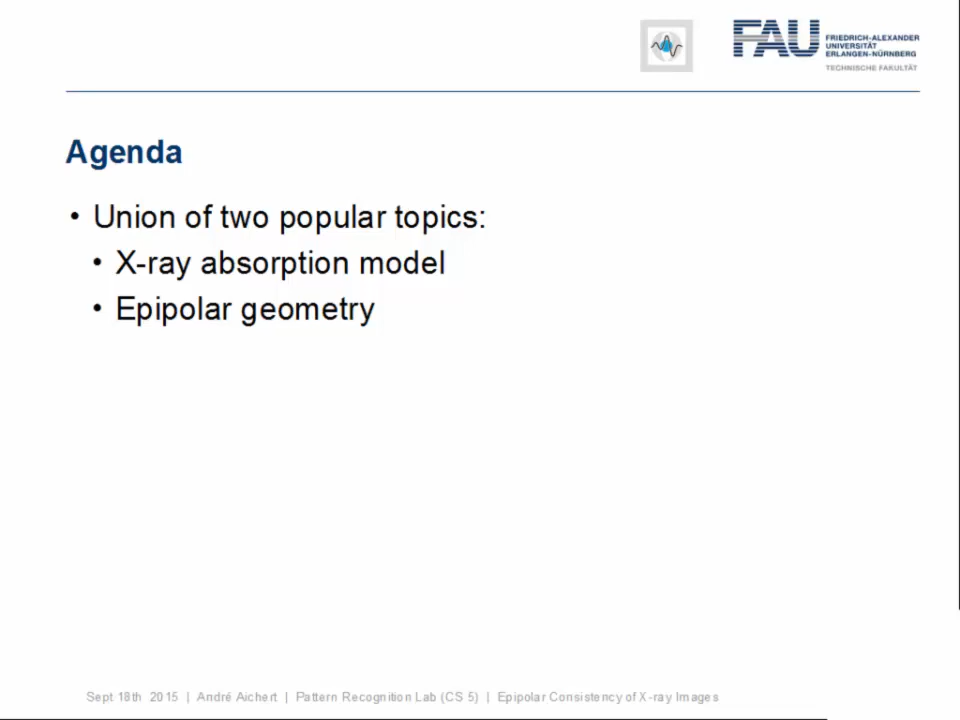 FAU
FRIEDRICH-ALEXANDER
UNIVERSITÄT
ERLANGEN-NÜRNBERG
TECHNISCHE FAKULTÄT
Agenda
• Union of two popular topics:
• X-ray absorption model
• Epipolar geometry
Sept 18th 2015 | André Aichert | Pattern Recognition Lab (CS 5) | Epipolar Consistency of X-ray Images